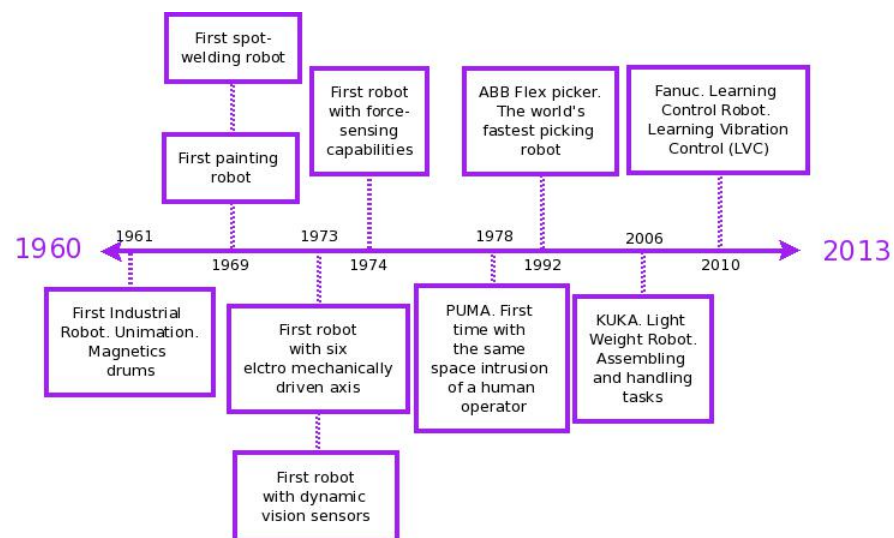 First spot-
welding robot
First painting
robot
First robot
with force-
sensing
capabilities
ABB Flex picker.
The world's
fastest picking
robot
Fanuc. Learning
Control Robot.
Learning Vibration
Control (LVC)
1960
1961
1969
1973
1974
1978
1992
2006
2010
2013
First Industrial
Robot. Unimation.
Magnetics
drums
First robot
with six
elctro mechanically
driven axis
First robot
with dynamic
vision sensors
PUMA. First
time with
the same
space intrusion
of a human
operator
KUKA. Light
Weight Robot.
Assembling
and handling
tasks